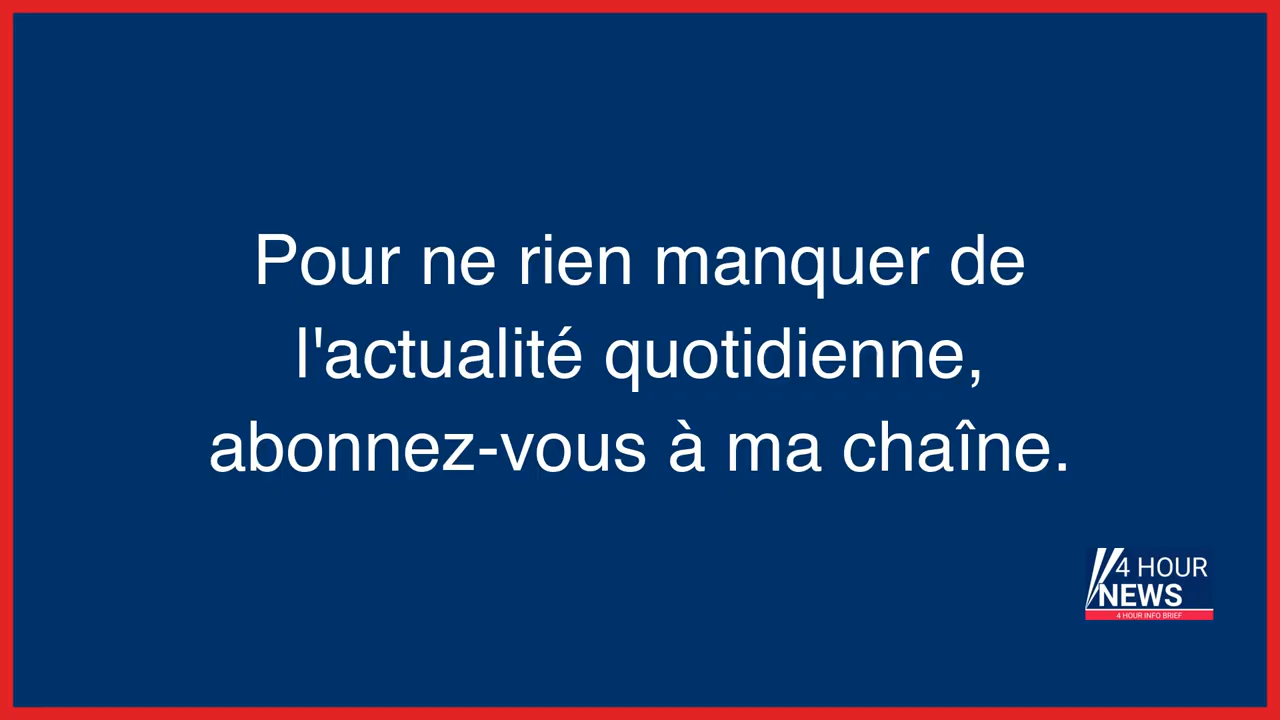 Pour ne rien manquer de
l'actualité quotidienne,
abonnez-vous à ma chaîne.
4 HOUR
NEWS
4 HOUR INFO BRIEF